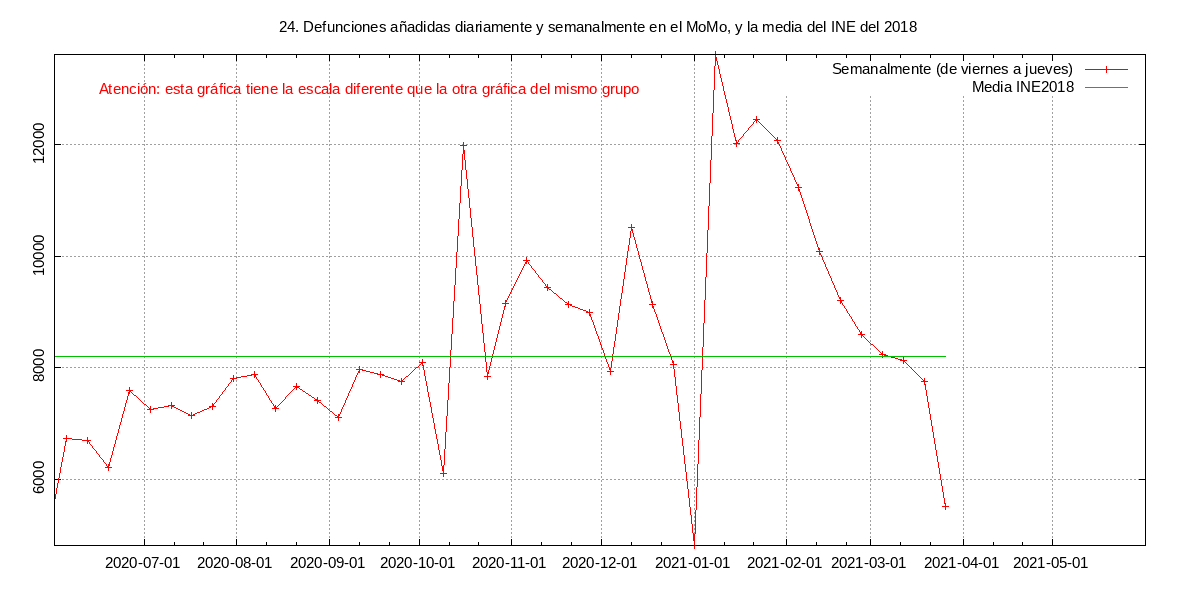 24. Defunciones añadidas diariamente y semanalmente en el MoMo, y la media del INE del 2018
Semanalmente (de viernes a jueves)
Media INE2018
Atención: esta gráfica tiene la escala diferente que la otra gráfica del mismo grupo
12000
10000
8000
6000
2020-07-01 2020-08-01 2020-09-01 2020-10-01 2020-11-01 2020-12-01 2021-01-01 2021-02-01 2021-03-01 2021-04-01 2021-05-01